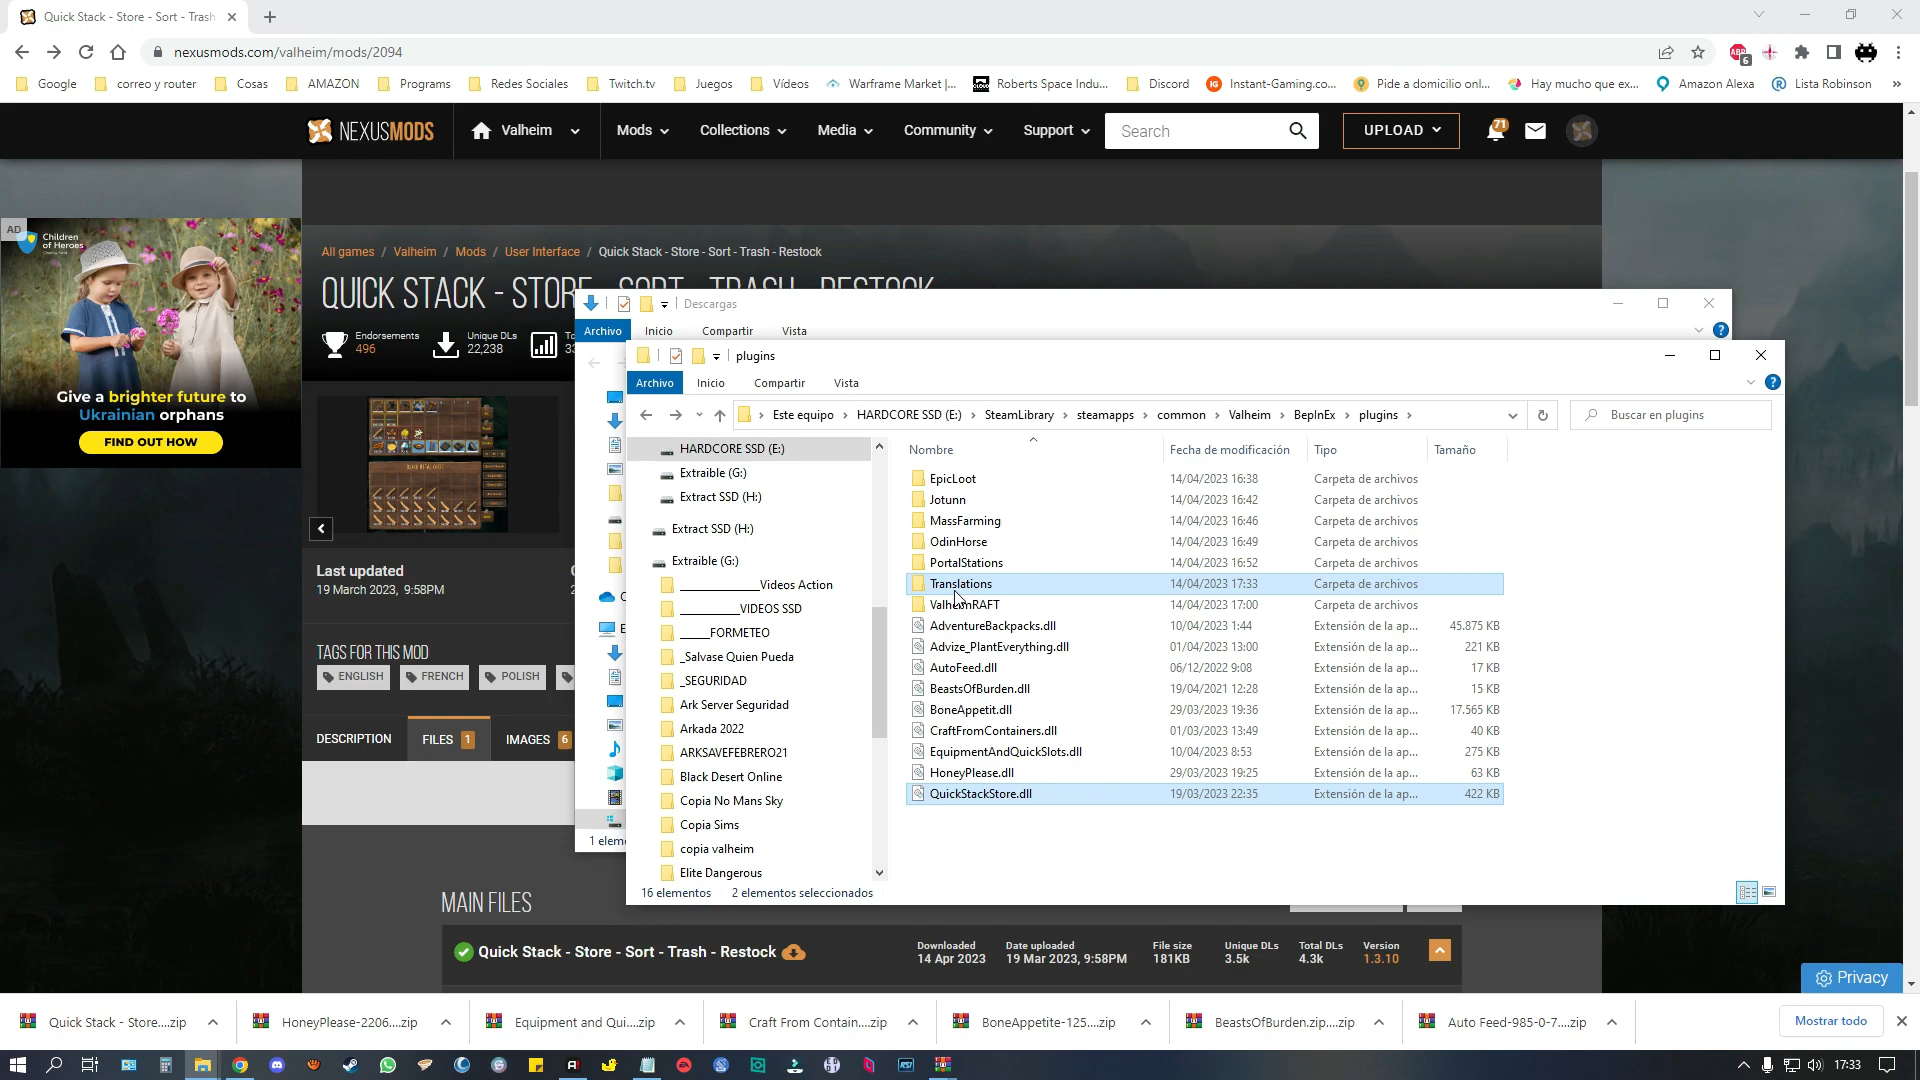 Quick Stack - Store - Sort - Trash
nexusmods.com/valheim/mods/2094
6
Google
correo y router
Cosas
AMAZON
Programs
Redes Sociales
Twitch.tv
Juegos
Vídeos
Warframe Market |...
Roberts Space Indu...
Discord
Instant-Gaming.co...
Pide a domicilio onl...
Hay mucho que ex...
Amazon Alexa
Lista Robinson
NEXUSMODS
Valheim
Mods
Collections
Media
Community
Support
Search
UPLOAD
71
AD
Children
of Heroes
Give a brighter future to
Ukrainian orphans
FIND OUT HOW
All games / Valheim / Mods / User Interface / Quick Stack - Store - Sort - Trash - Restock
QUICK STACK - STORE - SORT - TRASH - RESTOCK
Endorsements
496
Unique DLs
22,238
Last updated
19 March 2023, 9:58PM
TAGS FOR THIS MOD
ENGLISH
FRENCH
POLISH
DESCRIPTION
FILES 1
IMAGES 6
Descargas
Archivo
Inicio
Compartir
Vista
1 eleme
plugins
Archivo
Inicio
Compartir
Vista
Este equipo > HARDCORE SSD (E:) > SteamLibrary > steamapps > common > Valheim > BepInEx > plugins >
Buscar en plugins
HARDCORE SSD (E:)
Extraible (G:)
Extract SSD (H:)
Extract SSD (H:)
Extraible (G:)
_____________Videos Action
__________VIDEOS SSD
_____FORMETEO
_Salvase Quien Pueda
_SEGURIDAD
Ark Server Seguridad
Arkada 2022
ARKSAVEFEBRERO21
Black Desert Online
Copia No Mans Sky
Copia Sims
copia valheim
Elite Dangerous
Nombre Fecha de modificación Tipo Tamaño
EpicLoot 14/04/2023 16:38 Carpeta de archivos
Jotunn 14/04/2023 16:42 Carpeta de archivos
MassFarming 14/04/2023 16:46 Carpeta de archivos
OdinHorse 14/04/2023 16:49 Carpeta de archivos
PortalStations 14/04/2023 16:52 Carpeta de archivos
Translations 14/04/2023 17:33 Carpeta de archivos
ValheimRAFT 14/04/2023 17:00 Carpeta de archivos
AdventureBackpacks.dll 10/04/2023 1:44 Extensión de la ap... 45.875 KB
Advize_PlantEverything.dll 01/04/2023 13:00 Extensión de la ap... 221 KB
AutoFeed.dll 06/12/2022 9:08 Extensión de la ap... 17 KB
BeastsOfBurden.dll 19/04/2021 12:28 Extensión de la ap... 15 KB
BoneAppetit.dll 29/03/2023 19:36 Extensión de la ap... 17.565 KB
CraftFromContainers.dll 01/03/2023 13:49 Extensión de la ap... 40 KB
EquipmentAndQuickSlots.dll 10/04/2023 8:53 Extensión de la ap... 275 KB
HoneyPlease.dll 29/03/2023 19:25 Extensión de la ap... 63 KB
QuickStackStore.dll 19/03/2023 22:35 Extensión de la ap... 422 KB
16 elementos
2 elementos seleccionados
MAIN FILES
Quick Stack - Store - Sort - Trash - Restock
Downloaded
14 Apr 2023
Date uploaded
19 Mar 2023, 9:58PM
File size
181KB
Unique DLs
3.5k
Total DLs
4.3k
Version
1.3.10
Privacy
Quick Stack - Store....zip
HoneyPlease-2206....zip
Equipment and Qui....zip
Craft From Contain....zip
BoneAppetite-125....zip
BeastsOfBurden.zip....zip
Auto Feed-985-0-7....zip
Mostrar todo
17:33